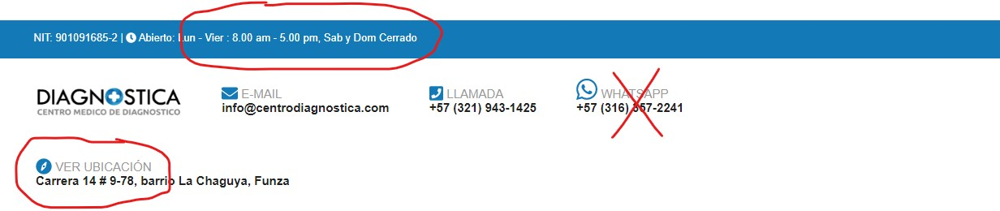 NIT: 901091685-2 | Abierto: Lun - Vier : 8.00 am - 5.00 pm, Sab y Dom Cerrado
DIAGNOSTICA
CENTRO MEDICO DE DIAGNOSTICO
E-MAIL
info@centrodiagnostica.com
LLAMADA
+57 (321) 943-1425
WHATSAPP
+57 (316) 357-2241
VER UBICACIÓN
Carrera 14 # 9-78, barrio La Chaguya, Funza